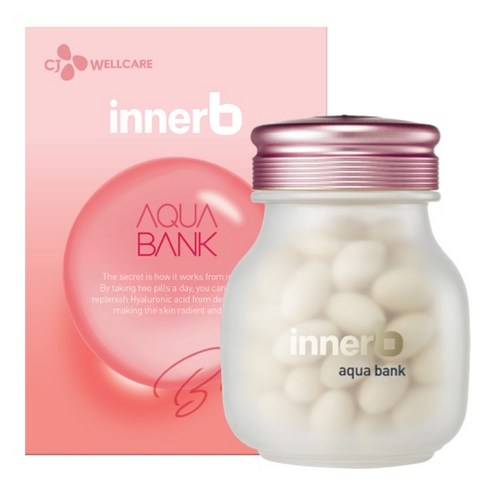 CJ WELLCARE
innerb
AQUA
BANK
The secret is how it works from
By taking two pills a day, you can
replenish Hyaluronic acid from
making the skin radient and
innerb
aqua bank